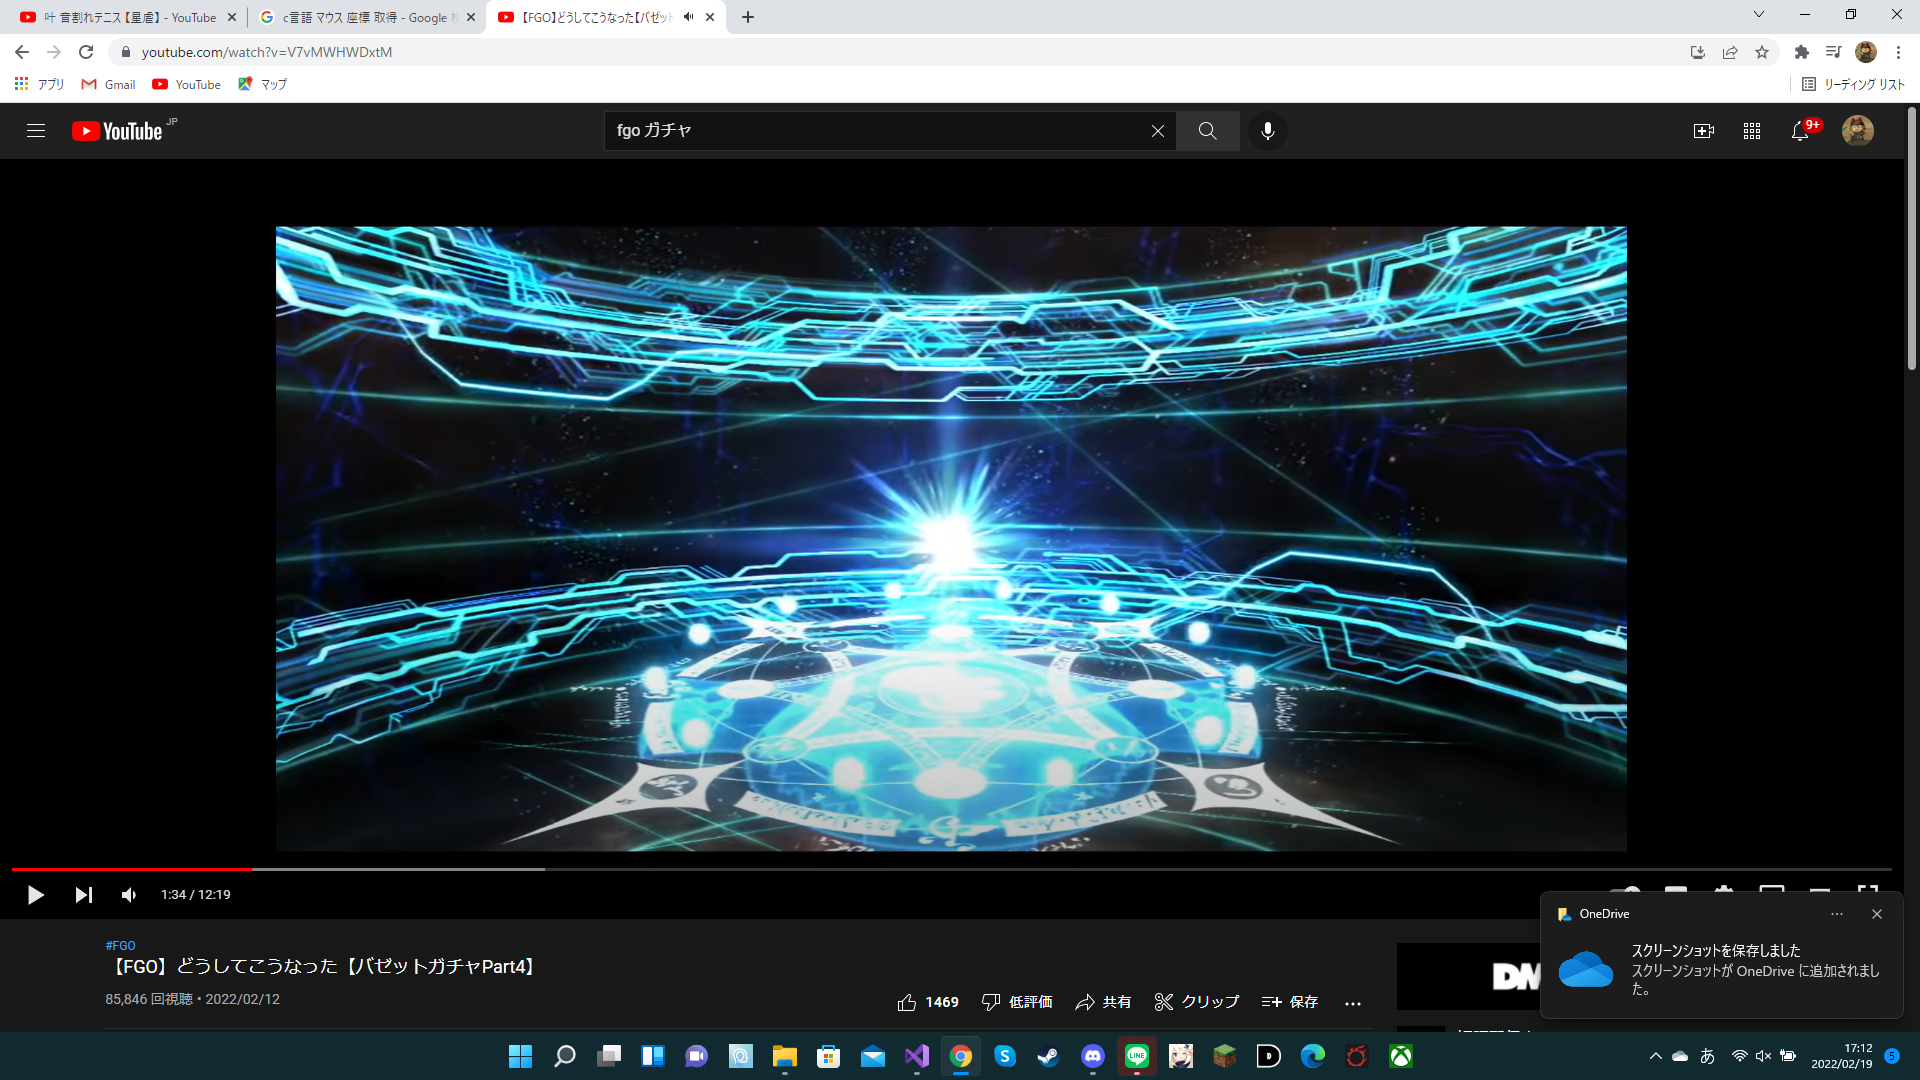 叶 音割れテニス【星虐】 - YouTube
c言語 マウス 座標 取得 - Google
【FGO】どうしてこうなった【バゼット
youtube.com/watch?v=V7vMWHWDxtM
アプリ
Gmail
YouTube
マップ
リーディング リスト
YouTube JP
fgo ガチャ
9+
1:34 / 12:19
#FGO
【FGO】どうしてこうなった【バゼットガチャPart4】
85,846 回視聴・2022/02/12
1469
低評価
共有
クリップ
保存
OneDrive
スクリーンショットを保存しました
スクリーンショットが OneDrive に追加されまし
た。
DM
LINE
あ
17:12
2022/02/19
5